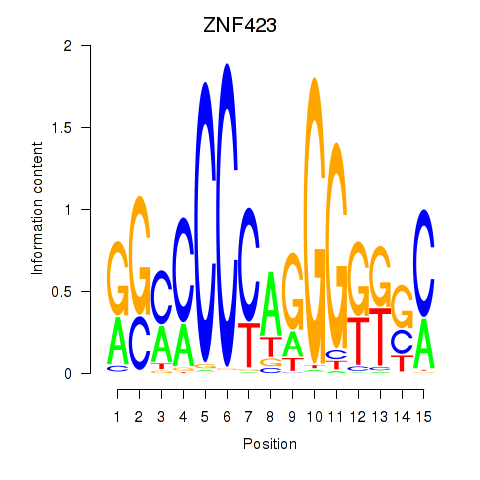 ZNF423
Information content
2
1.5
1
0.5
0
G G C C C C C A G G G G G G C
A C A A T T A C T T C A
C T G T G T C T C C T
1 2 3 4 5 6 7 8 9 10 11 12 13 14 15
Position